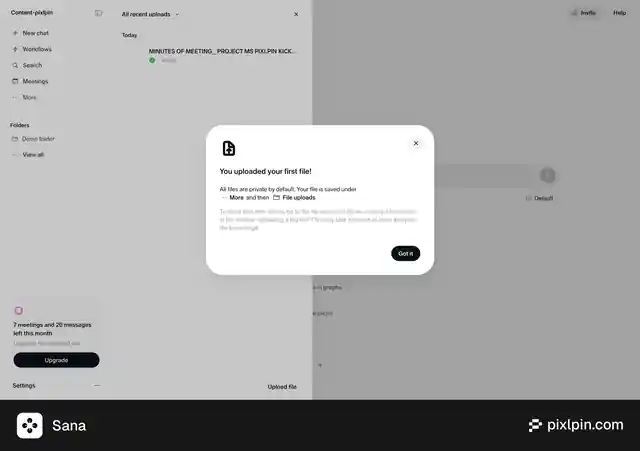 Content-pixlpin
New chat
Workflows
Search
Meetings
More
Folders
Demo folder
View all
7 meetings and 20 messages
left this month
Upgrade
Settings
All recent uploads
Today
MINUTES OF MEETING_ PROJECT MS PIXLPIN KICK...
Upload file
Invite
Help
Default
You uploaded your first file!
All files are private by default. Your file is saved under
More and then File uploads
Got it
Sana
pixlpin.com